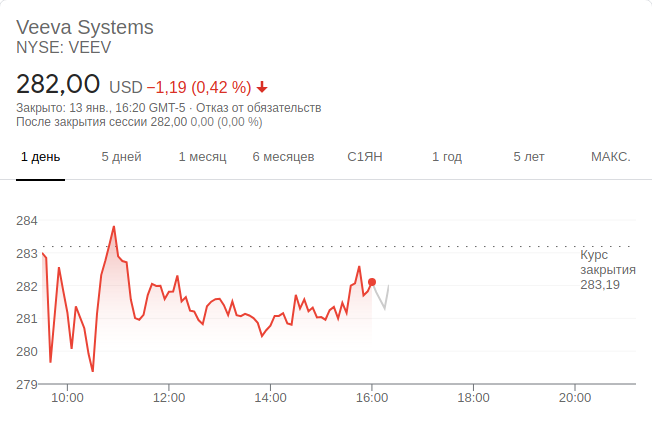 Veeva Systems
NYSE: VEEV
282,00 USD −1,19 (0,42 %)
Закрыто: 13 янв., 16:20 GMT-5 · Отказ от обязательств
После закрытия сессии 282,00 0,00 (0,00 %)
1 день 5 дней 1 месяц 6 месяцев С1ЯН 1 год 5 лет МАКС.
284
283
282
281
280
279
Курс
закрытия
283,19
10:00 12:00 14:00 16:00 18:00 20:00